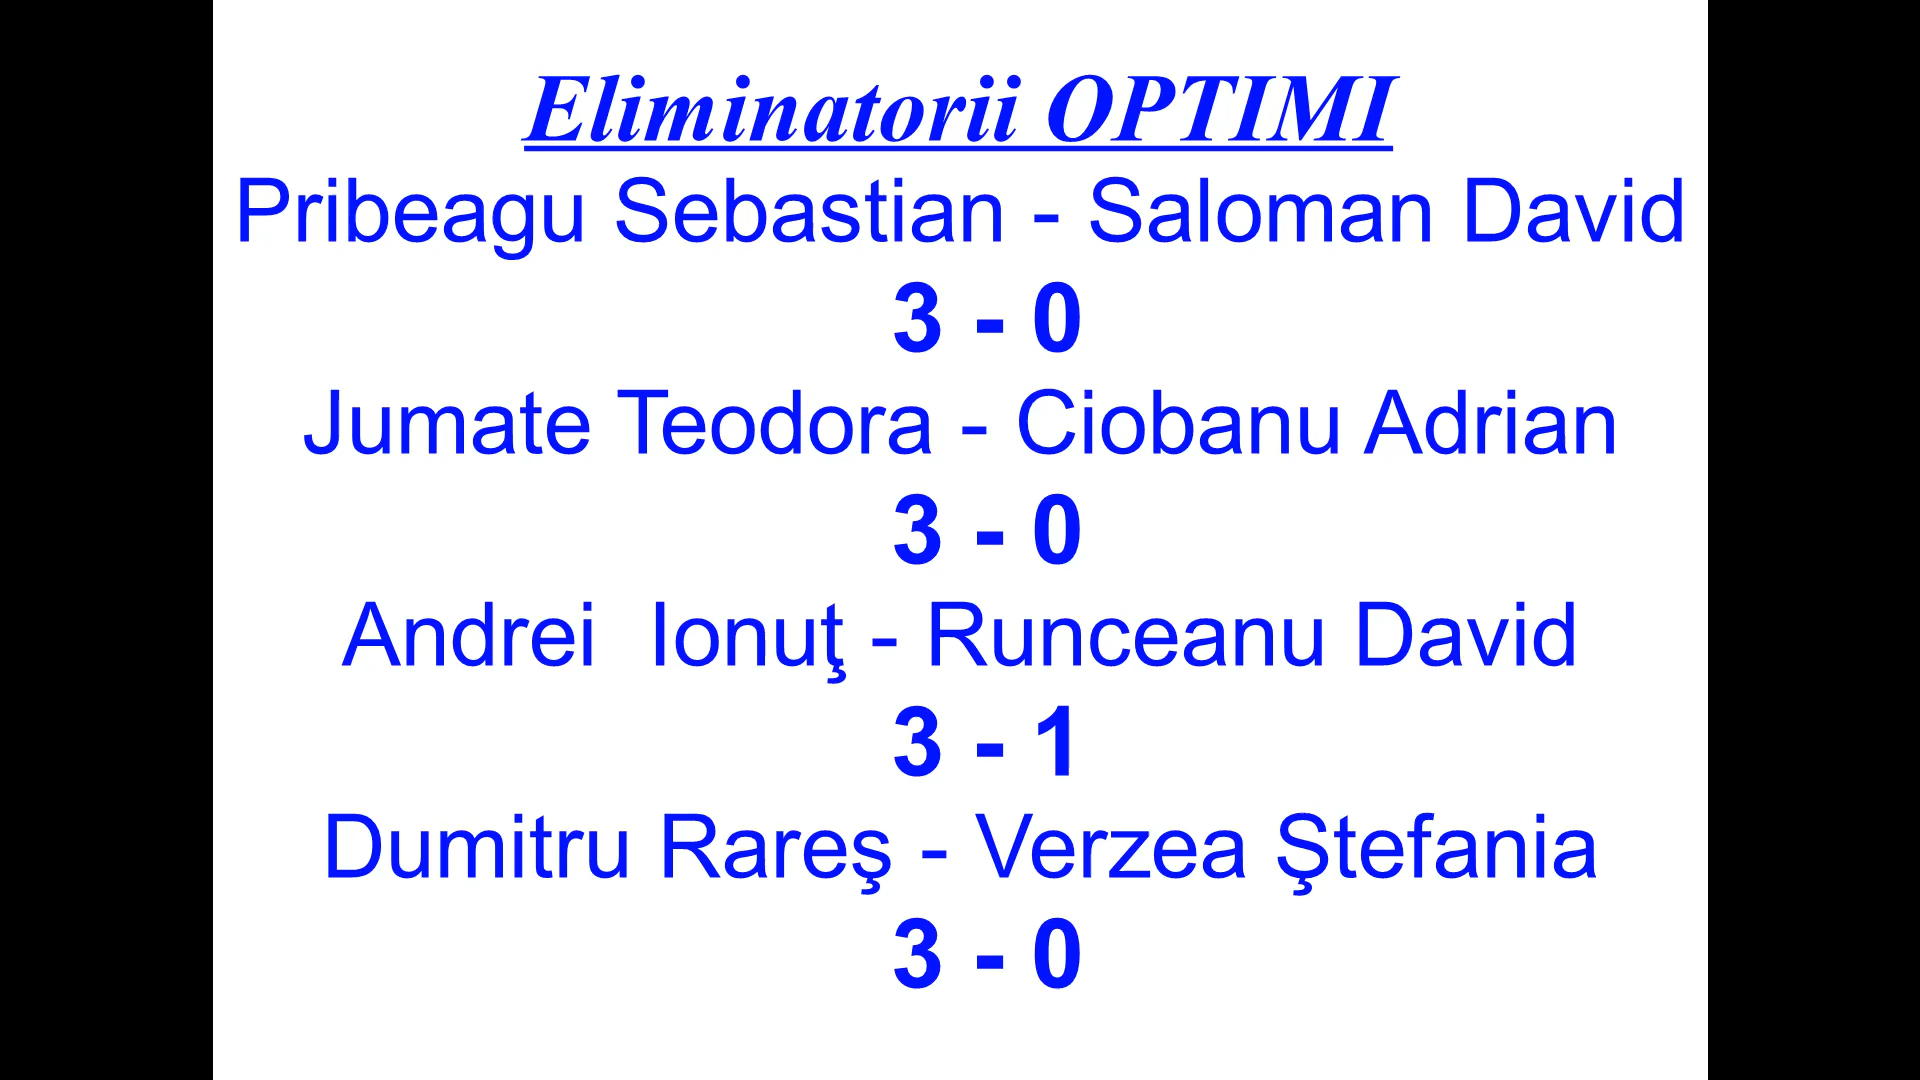 Eliminatorii OPTIMI
Pribeagu Sebastian - Saloman David
3 - 0
Jumate Teodora - Ciobanu Adrian
3 - 0
Andrei  Ionuţ - Runceanu David
3 - 1
Dumitru Rareş - Verzea Ştefania
3 - 0